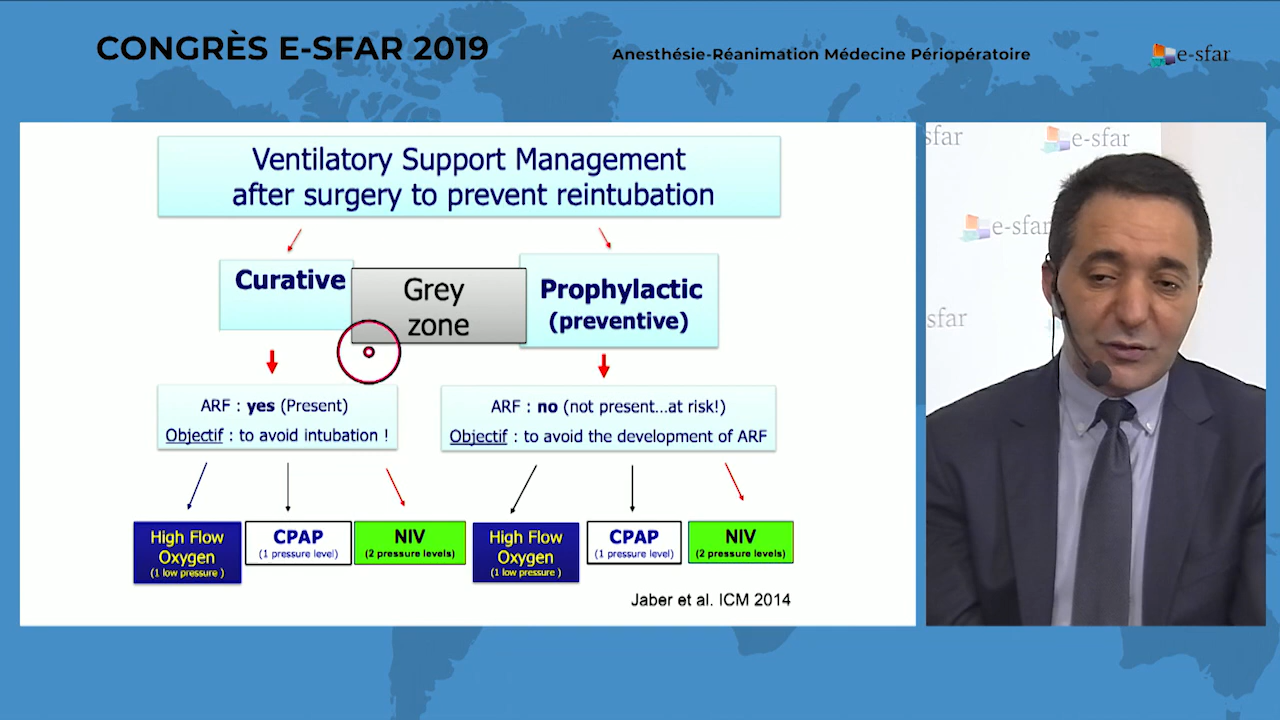 CONGRÈS E-SFAR 2019
Anesthésie-Réanimation Médecine Périopératoire
e-sfar
Ventilatory Support Management
after surgery to prevent reintubation
Curative
Grey
zone
Prophylactic
(preventive)
ARF : yes (Present)
Objectif : to avoid intubation !
ARF : no (not present...at risk!)
Objectif : to avoid the development of ARF
High Flow
Oxygen
(1 low pressure )
CPAP
(1 pressure level)
NIV
(2 pressure levels)
High Flow
Oxygen
(1 low pressure )
CPAP
(1 pressure level)
NIV
(2 pressure levels)
Jaber et al. ICM 2014
sfar
e-sfar
e-sfar
sfar